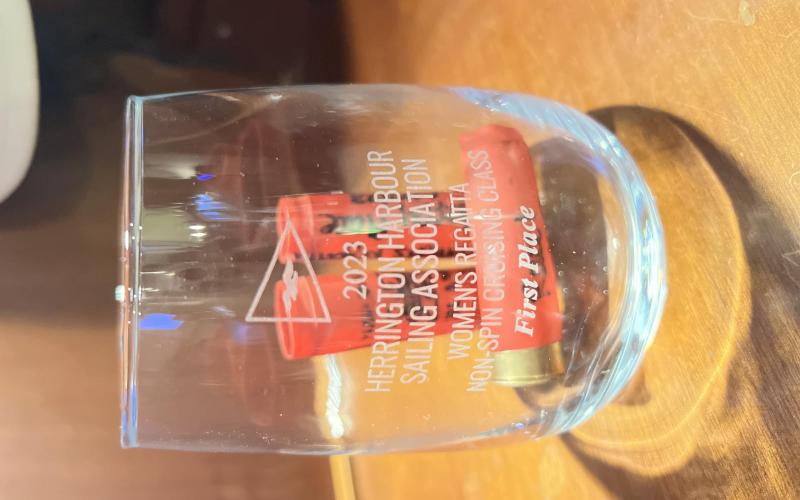 2023
HERRINGTON HARBOUR
SAILING ASSOCIATION
WOMEN'S REGATTA
NON-SPIN CRUISING CLASS
First Place